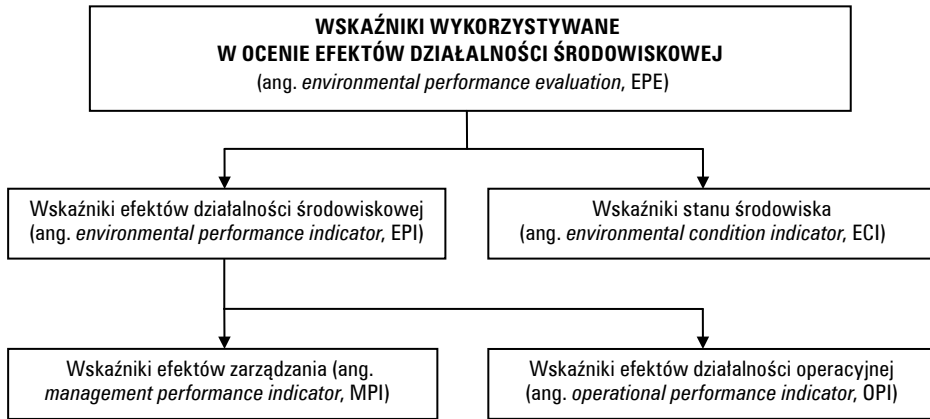 WSKAŹNIKI WYKORZYSTYWANE
W OCENIE EFEKTÓW DZIAŁALNOŚCI ŚRODOWISKOWEJ
(ang. environmental performance evaluation, EPE)
Wskaźniki efektów działalności środowiskowej
(ang. environmental performance indicator, EPI)
Wskaźniki stanu środowiska
(ang. environmental condition indicator, ECI)
Wskaźniki efektów zarządzania (ang.
management performance indicator, MPI)
Wskaźniki efektów działalności operacyjnej
(ang. operational performance indicator, OPI)